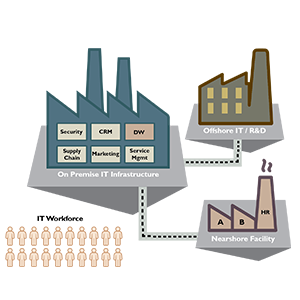 Security CRM DW
Supply Chain Marketing Service Mgmt
On Premise IT Infrastructure
Offshore IT / R&D
A B HR
Nearshore Facility
IT Workforce